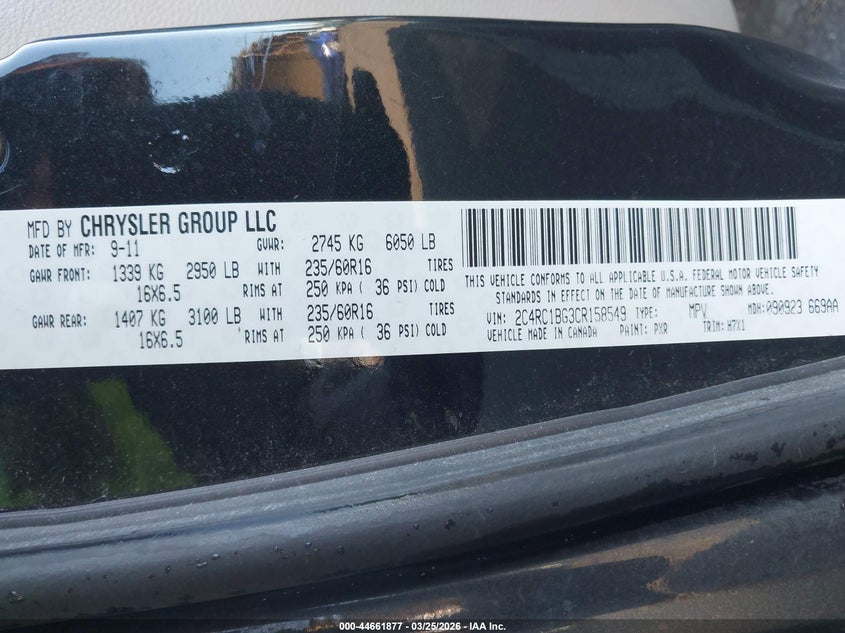 MFD BY CHRYSLER GROUP LLC
DATE OF MFR: 9-11 GVWR: 2745 KG 6050 LB
GAWR FRONT: 1339 KG 2950 LB WITH 235/60R16 TIRES
16X6.5 RIMS AT 250 KPA ( 36 PSI) COLD
GAWR REAR: 1407 KG 3100 LB WITH 235/60R16 TIRES
16X6.5 RIMS AT 250 KPA ( 36 PSI) COLD
THIS VEHICLE CONFORMS TO ALL APPLICABLE U.S.A. FEDERAL MOTOR VEHICLE SAFETY
STANDARDS IN EFFECT ON THE DATE OF MANUFACTURE SHOWN ABOVE.
VIN: 2C4RC1BG3CR158549 TYPE: MPV MDH: 090923 669AA
VEHICLE MADE IN CANADA PAINT: PXR TRIM: H7X1
000-44661877 — 03/25/2026 — IAA Inc.